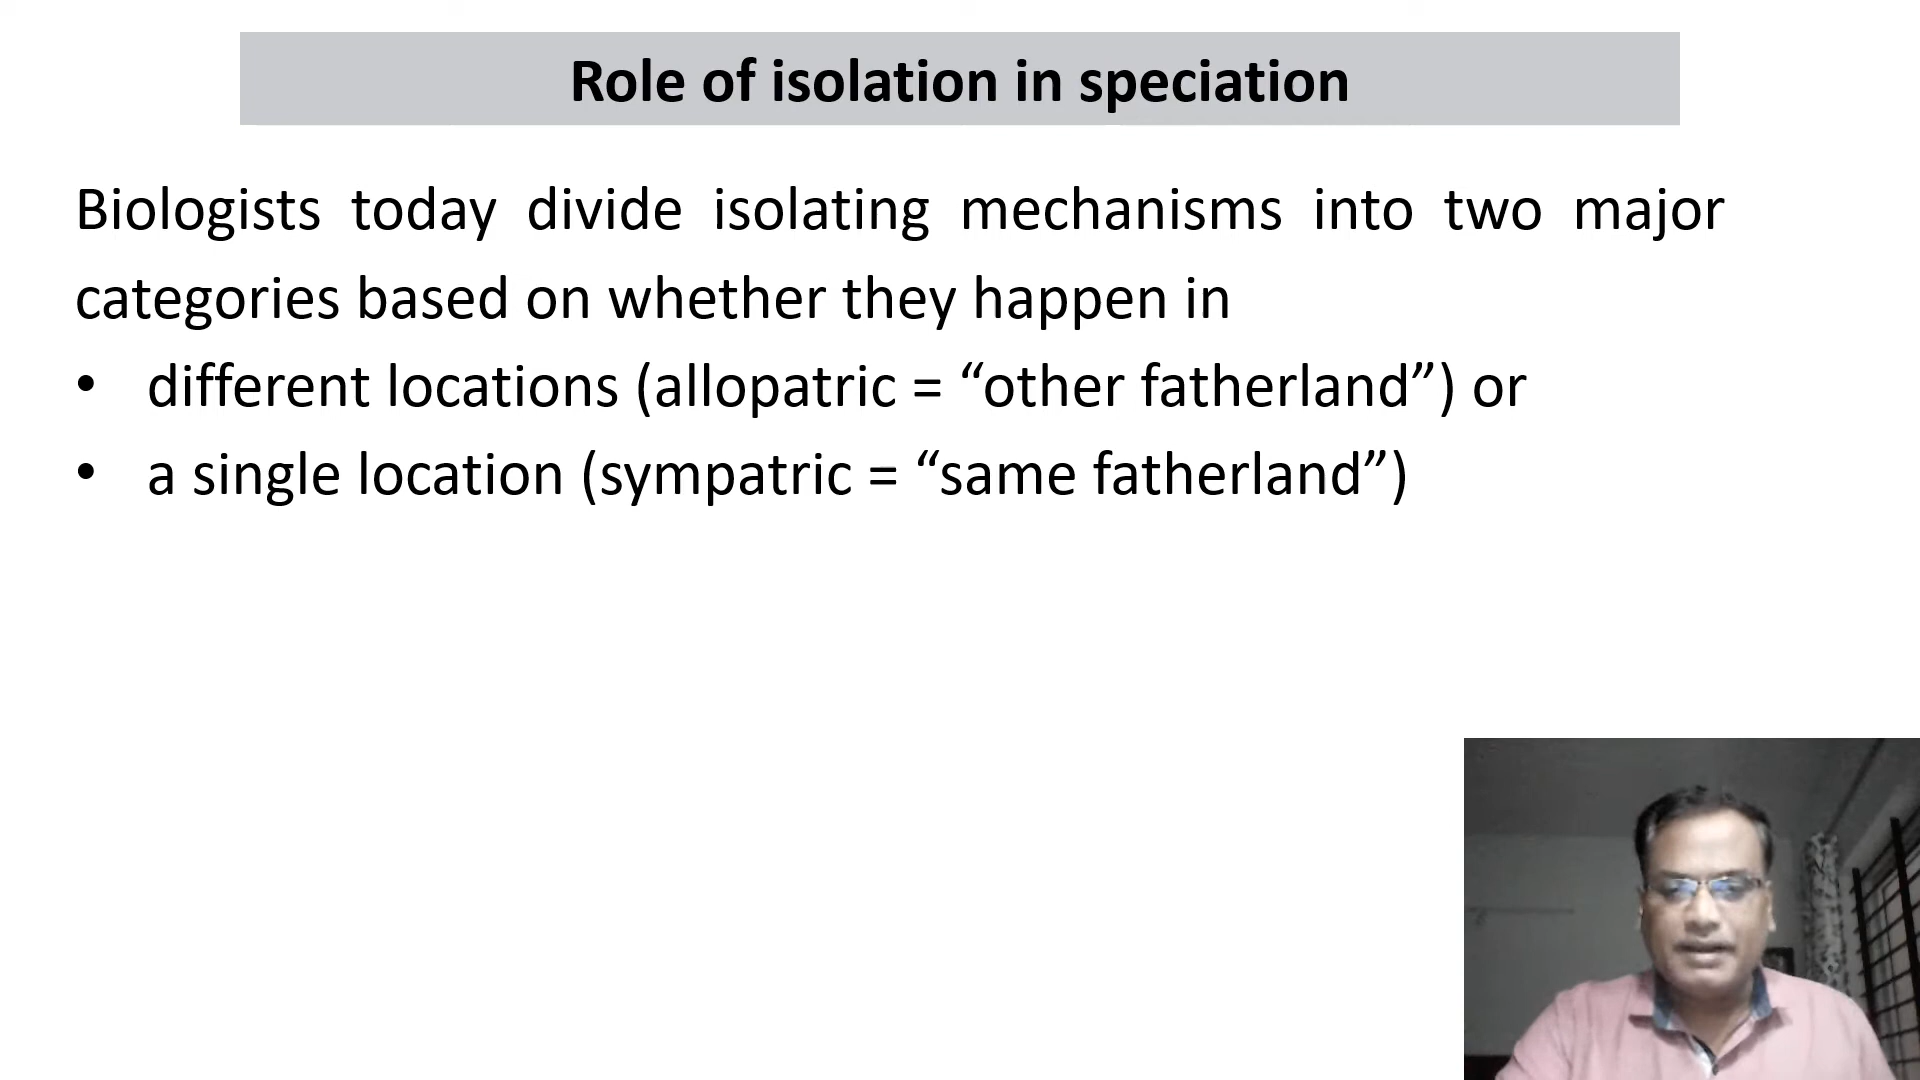 Role of isolation in speciation
Biologists today divide isolating mechanisms into two major
categories based on whether they happen in
• different locations (allopatric = “other fatherland”) or
• a single location (sympatric = “same fatherland”)